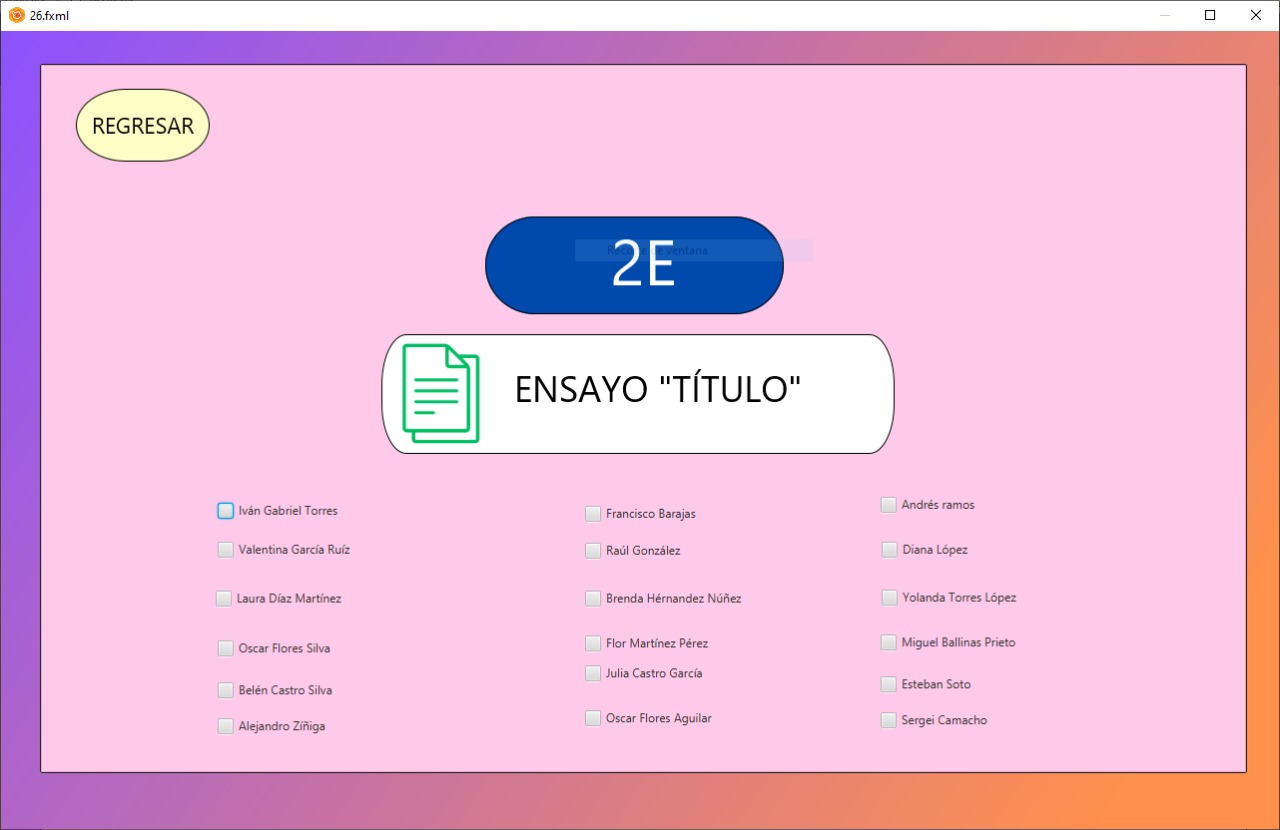 26.fxml
REGRESAR
2E
ENSAYO "TÍTULO"
Iván Gabriel Torres
Valentina García Ruíz
Laura Díaz Martínez
Oscar Flores Silva
Belén Castro Silva
Alejandro Zíñiga
Francisco Barajas
Raúl González
Brenda Hérnandez Núñez
Flor Martínez Pérez
Julia Castro García
Oscar Flores Aguilar
Andrés ramos
Diana López
Yolanda Torres López
Miguel Ballinas Prieto
Esteban Soto
Sergei Camacho